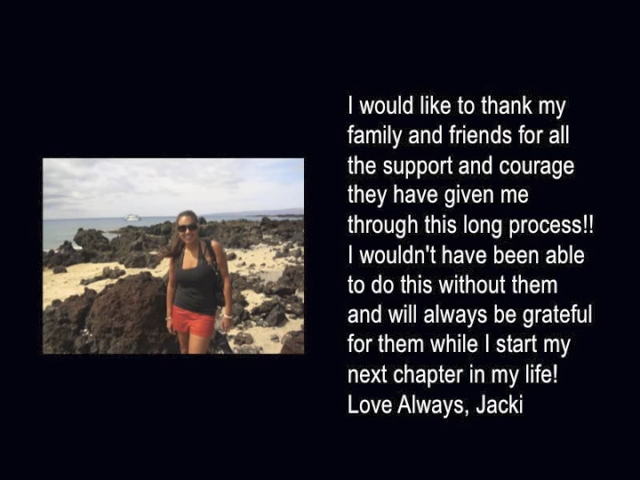 I would like to thank my
family and friends for all
the support and courage
they have given me
through this long process!!
I wouldn't have been able
to do this without them
and will always be grateful
for them while I start my
next chapter in my life!
Love Always, Jacki